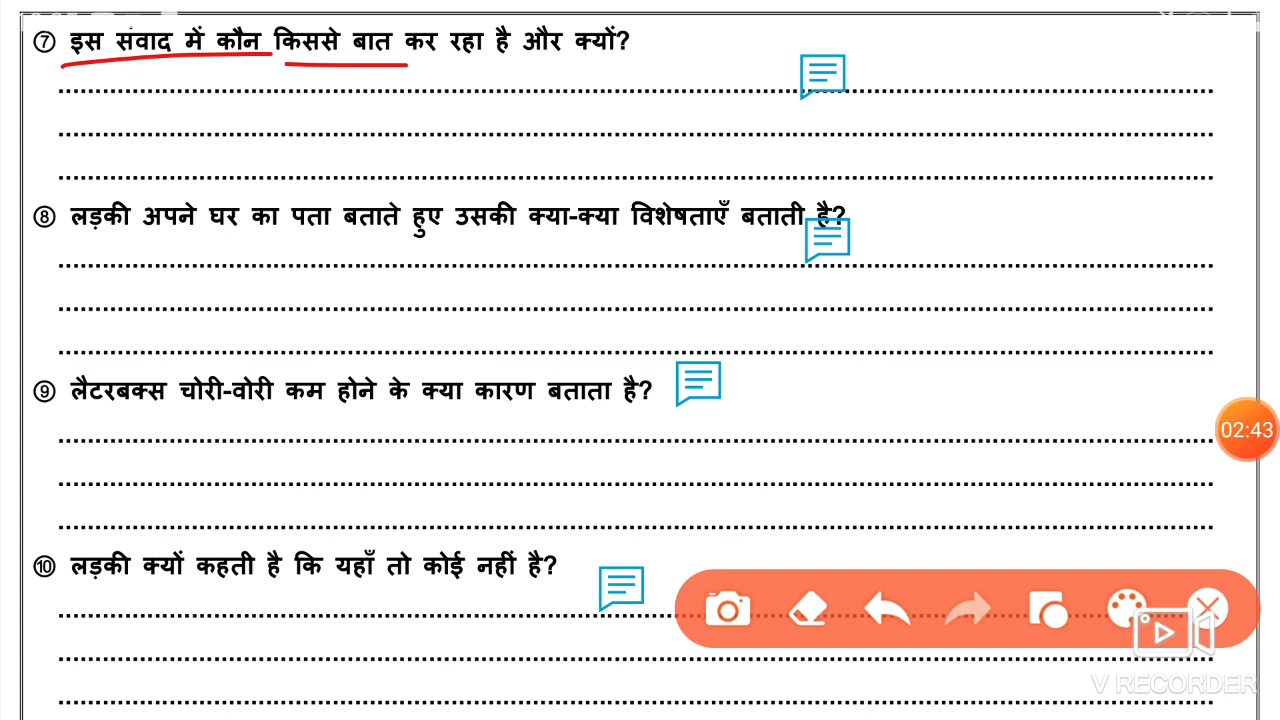 ⑦ इस संवाद में कौन किससे बात कर रहा है और क्यों?
⑧ लड़की अपने घर का पता बताते हुए उसकी क्या-क्या विशेषताएँ बताती है?
⑨ लैटरबक्स चोरी-वोरी कम होने के क्या कारण बताता है?
02:43
⑩ लड़की क्यों कहती है कि यहाँ तो कोई नहीं है?
V RECORDER